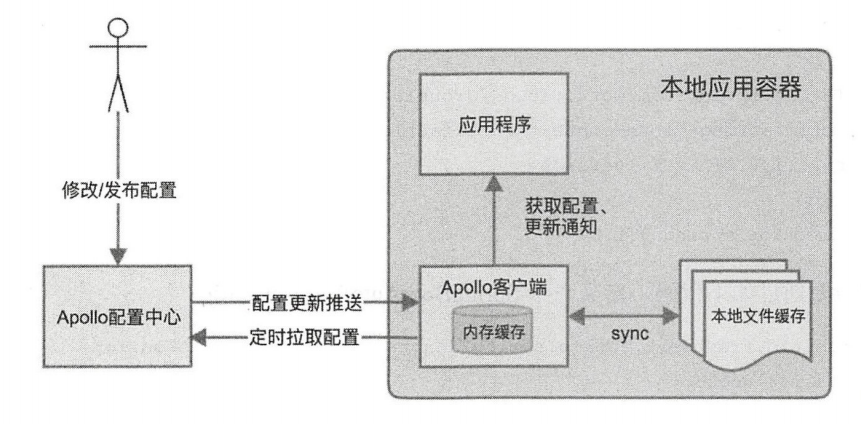 本地应用容器
应用程序
修改/发布配置
获取配置、
更新通知
Apollo客户端
配置更新推送
Apollo配置中心
内存缓存
本地文件缓存
定时拉取配置
sync